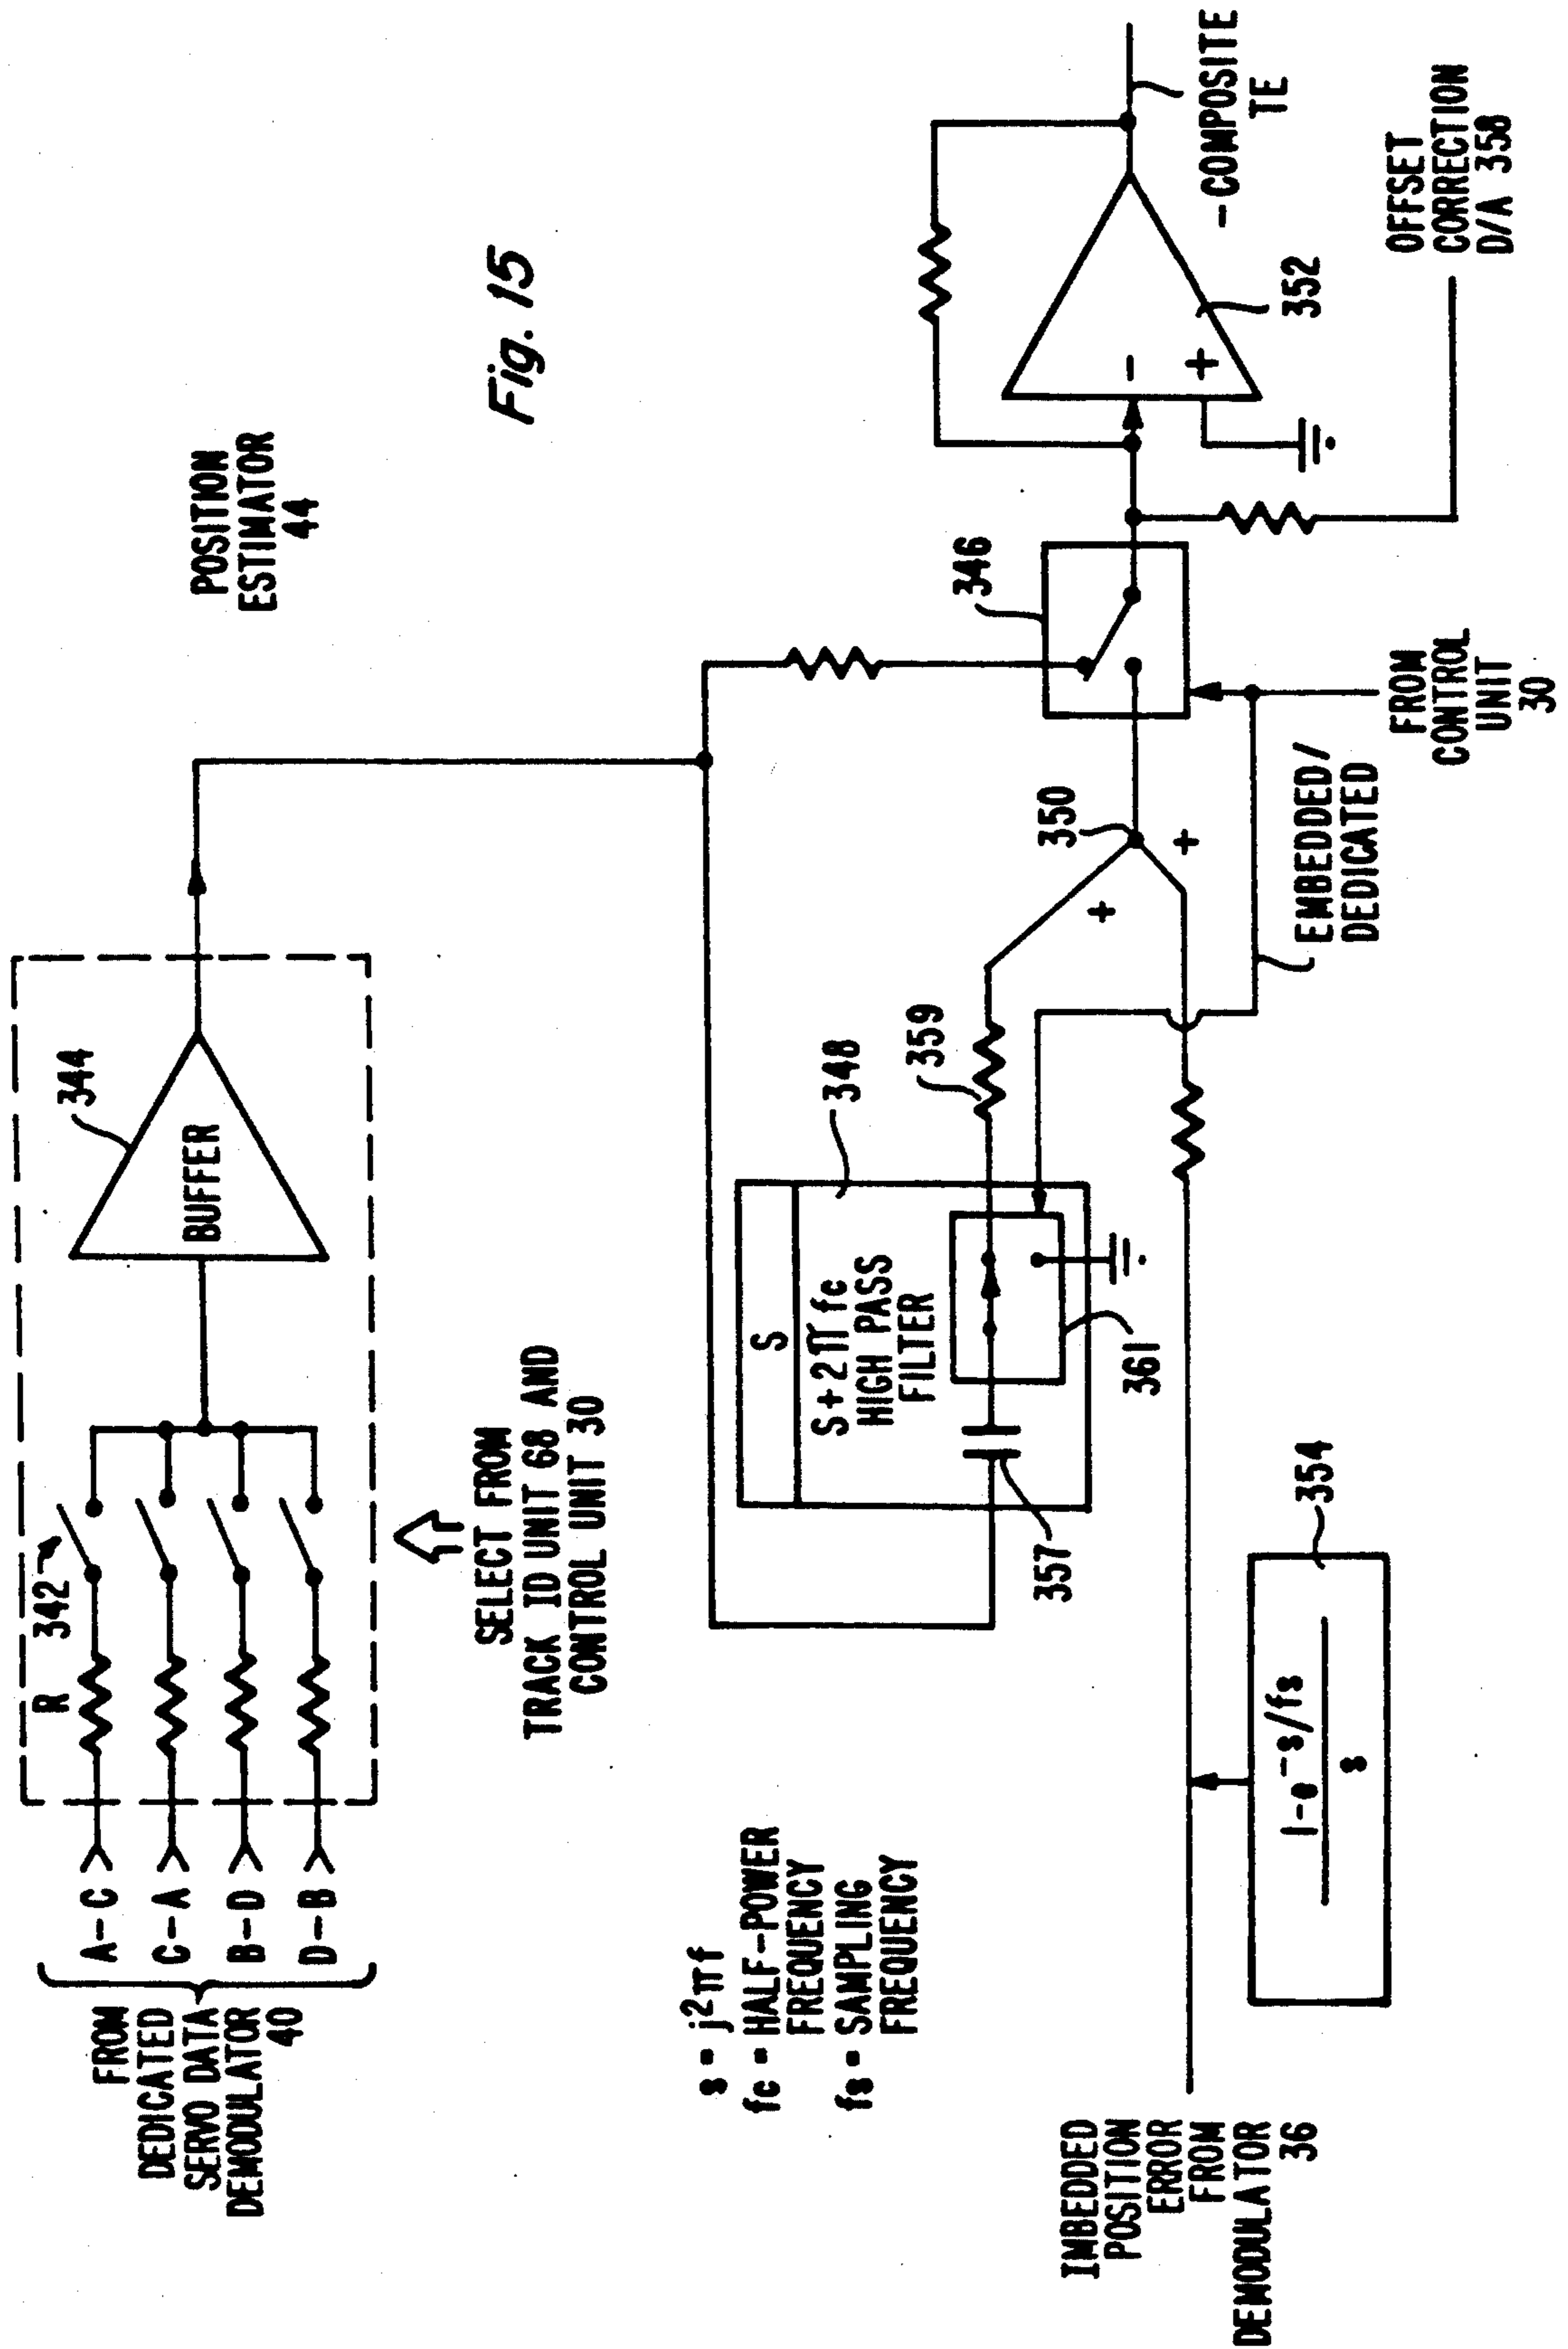 POSITION
ESTIMATOR
44
Fig. 15
FROM
DEDICATED
SERVO DATA
DEMODULATOR
40
A-C
C-A
B-D
D-B
R
342
BUFFER
344
SELECT FROM
TRACK ID UNIT 68 AND
CONTROL UNIT 30
s = j2πf
fc = HALF-POWER
FREQUENCY
fs = SAMPLING
FREQUENCY
S
S+2πfc
HIGH PASS
FILTER
348
357
361
359
350
+
+
346
-
+
352
-COMPOSITE
TE
OFFSET
CORRECTION
D/A 358
FROM
CONTROL
UNIT
30
EMBEDDED/
DEDICATED
IMBEDDED
POSITION
ERROR
FROM
DEMODULATOR
36
1-e-s/fs
s
354